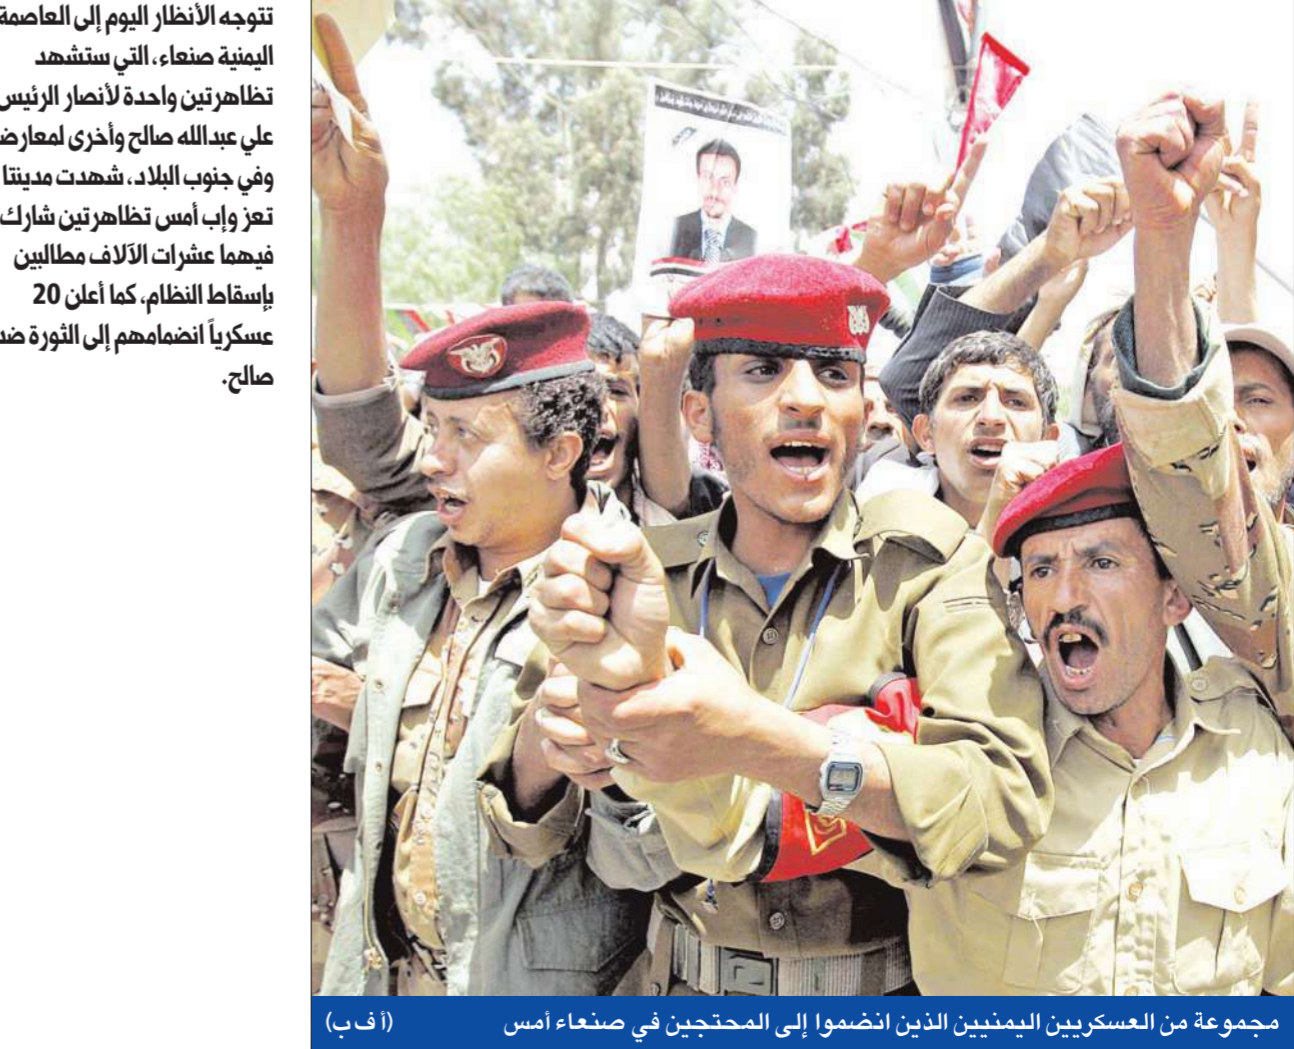 تتوجه الأنظار اليوم إلى العاصمة
اليمنية صنعاء، التي ستشهد
تظاهرتين واحدة لأنصار الرئيس
علي عبدالله صالح وأخرى لمعارض
وفي جنوب البلاد، شهدت مدينتا
تعز وإب أمس تظاهرتين شارك
فيهما عشرات الآلاف مطالبين
بإسقاط النظام، كما أعلن 20
عسكرياً انضمامهم إلى الثورة ضد
صالح.
مجموعة من العسكريين اليمنيين الذين انضموا إلى المحتجين في صنعاء أمس (أ ف ب)